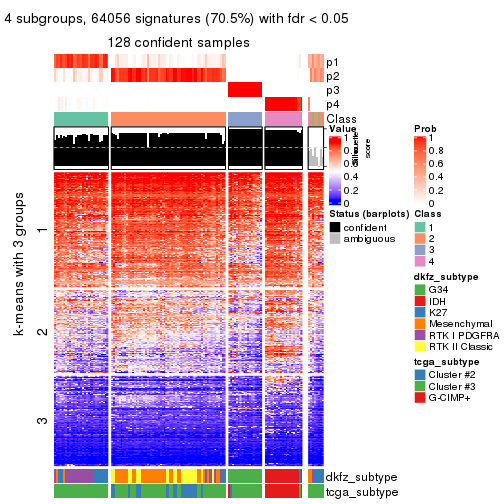 4 subgroups, 64056 signatures (70.5%) with fdr < 0.05
128 confident samples
p1
p2
p3
p4
Class
Silhouette
score
k-means with 3 groups
1
2
3
dkfz_subtype
tcga_subtype
Value
1
0.8
0.6
0.4
0.2
0
Status (barplots)
confident
ambiguous
Prob
1
0.8
0.6
0.4
0.2
0
Class
1
2
3
4
dkfz_subtype
G34
IDH
K27
Mesenchymal
RTK I PDGFRA
RTK II Classic
tcga_subtype
Cluster #2
Cluster #3
G-CIMP+